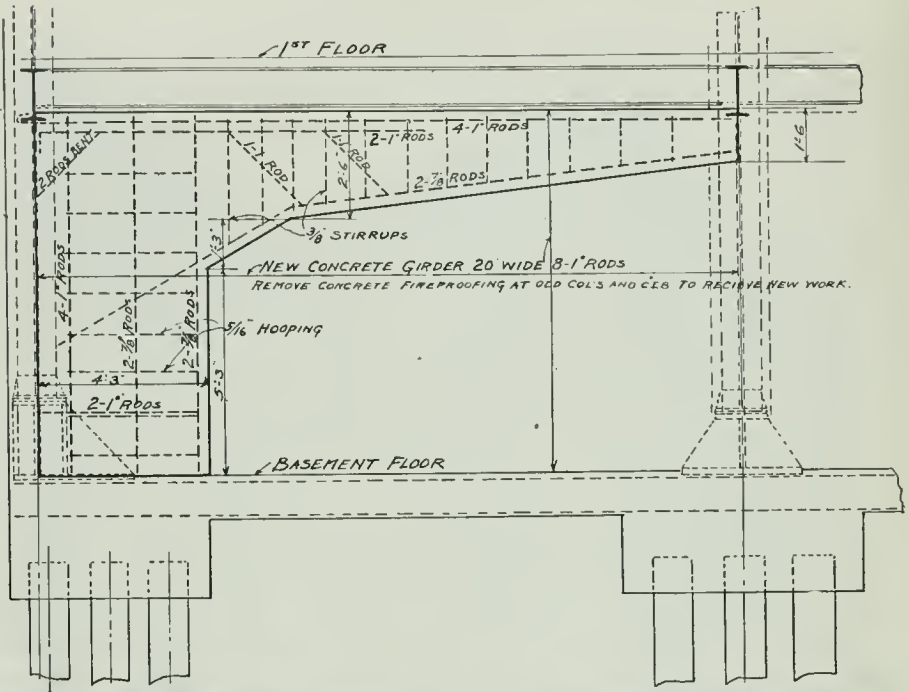 1ST FLOOR
4-1" RODS
2-1" RODS
1-1" ROD
1-1" ROD
2'-6"
1'-6"
2 RODS BENT
2-7/8" RODS
3/8" STIRRUPS
1'-3"
NEW CONCRETE GIRDER 20" WIDE 8-1" RODS
REMOVE CONCRETE FIREPROOFING AT OLD COL'S AND GIRD TO RECIEVE NEW WORK.
4-1" RODS
2-7/8" RODS
2-7/8" RODS
5/16" HOOPING
4'-3"
5'-3"
2-1" RODS
BASEMENT FLOOR